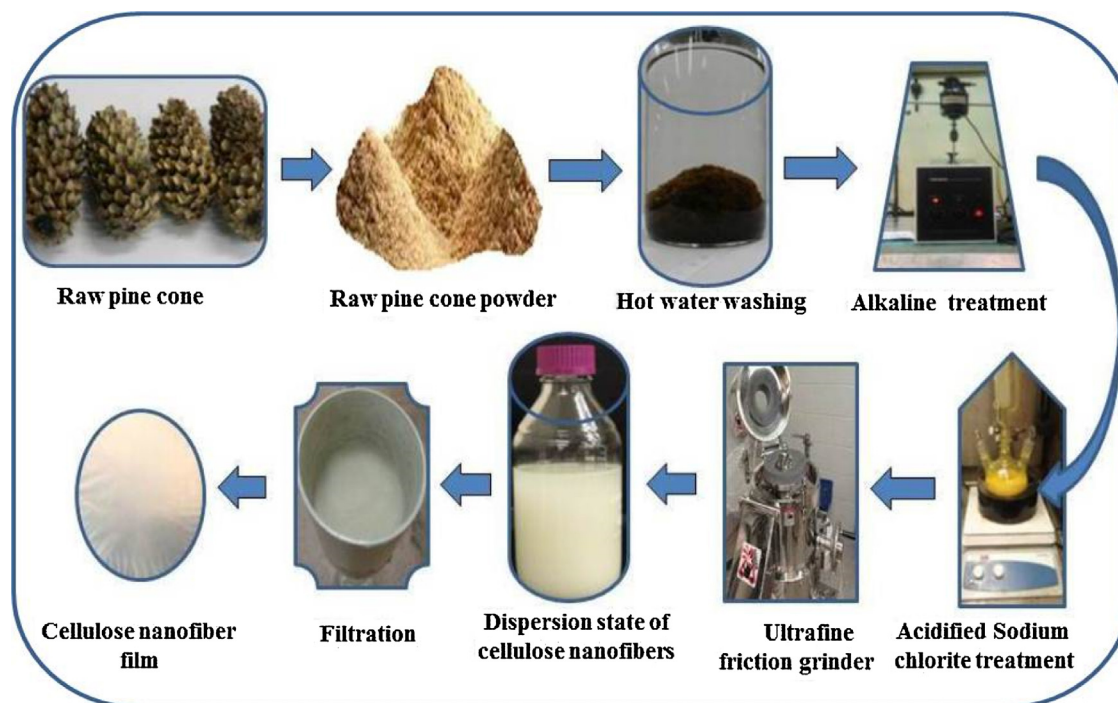 Raw pine cone
Raw pine cone powder
Hot water washing
Alkaline treatment
Cellulose nanofiber
film
Filtration
Dispersion state of
cellulose nanofibers
Ultrafine
friction grinder
Acidified Sodium
chlorite treatment